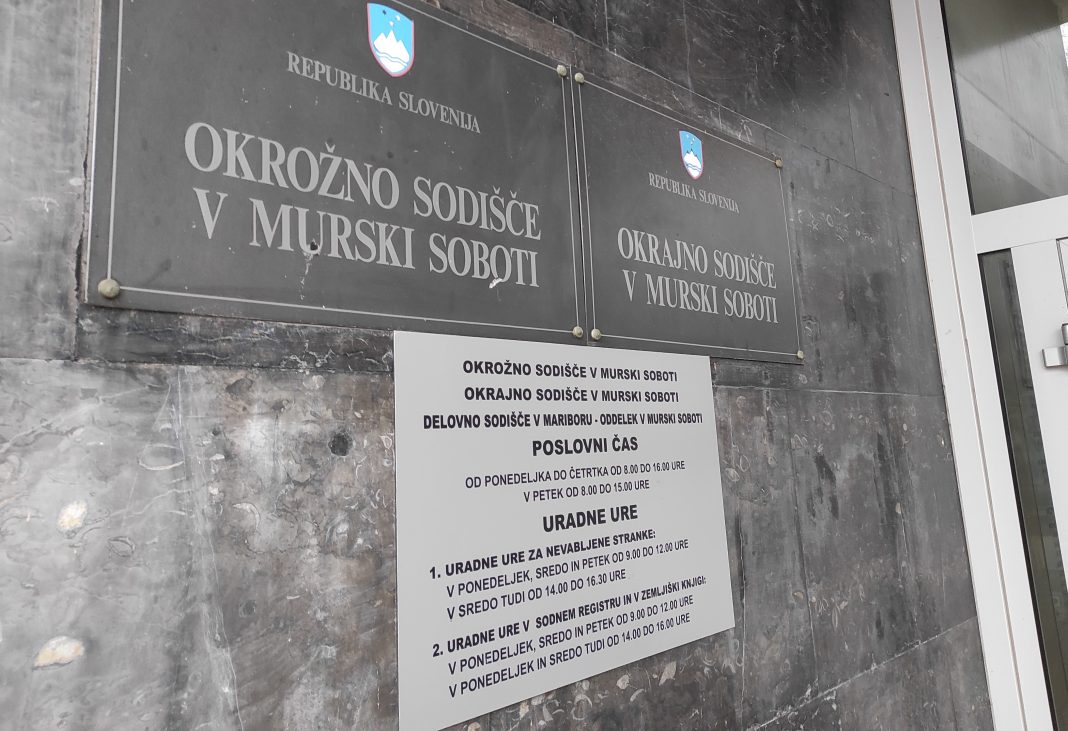 REPUBLIKA SLOVENIJA
OKROŽNO SODIŠČE
V MURSKI SOBOTI
REPUBLIKA SLOVENIJA
OKRAJNO SODIŠČE
V MURSKI SOBOTI
OKROŽNO SODIŠČE V MURSKI SOBOTI
OKRAJNO SODIŠČE V MURSKI SOBOTI
DELOVNO SODIŠČE V MARIBORU - ODDELEK V MURSKI SOBOTI
POSLOVNI ČAS
OD PONEDELJKA DO ČETRTKA OD 8.00 DO 16.00 URE
V PETEK OD 8.00 DO 15.00 URE
URADNE URE
1. URADNE URE ZA NEVABLJENE STRANKE:
V PONEDELJEK, SREDO IN PETEK OD 9.00 DO 12.00 URE
V SREDO TUDI OD 14.00 DO 16.30 URE
2. URADNE URE V SODNEM REGISTRU IN V ZEMLJIŠKI KNJIGI:
V PONEDELJEK, SREDO IN PETEK OD 9.00 DO 12.00 URE
V PONEDELJEK IN SREDO TUDI OD 14.00 DO 16.00 URE